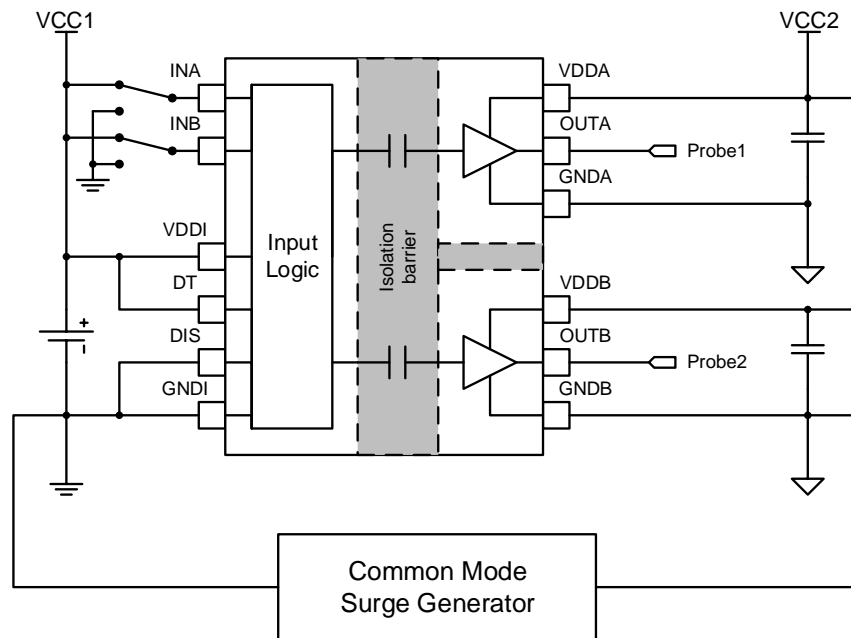 VCC1
VCC2
INA
INB
VDDI
DT
DIS
GNDI
Input
Logic
Isolation
barrier
VDDA
OUTA
GNDA
Probe1
VDDB
OUTB
GNDB
Probe2
+
-
Common Mode
Surge Generator